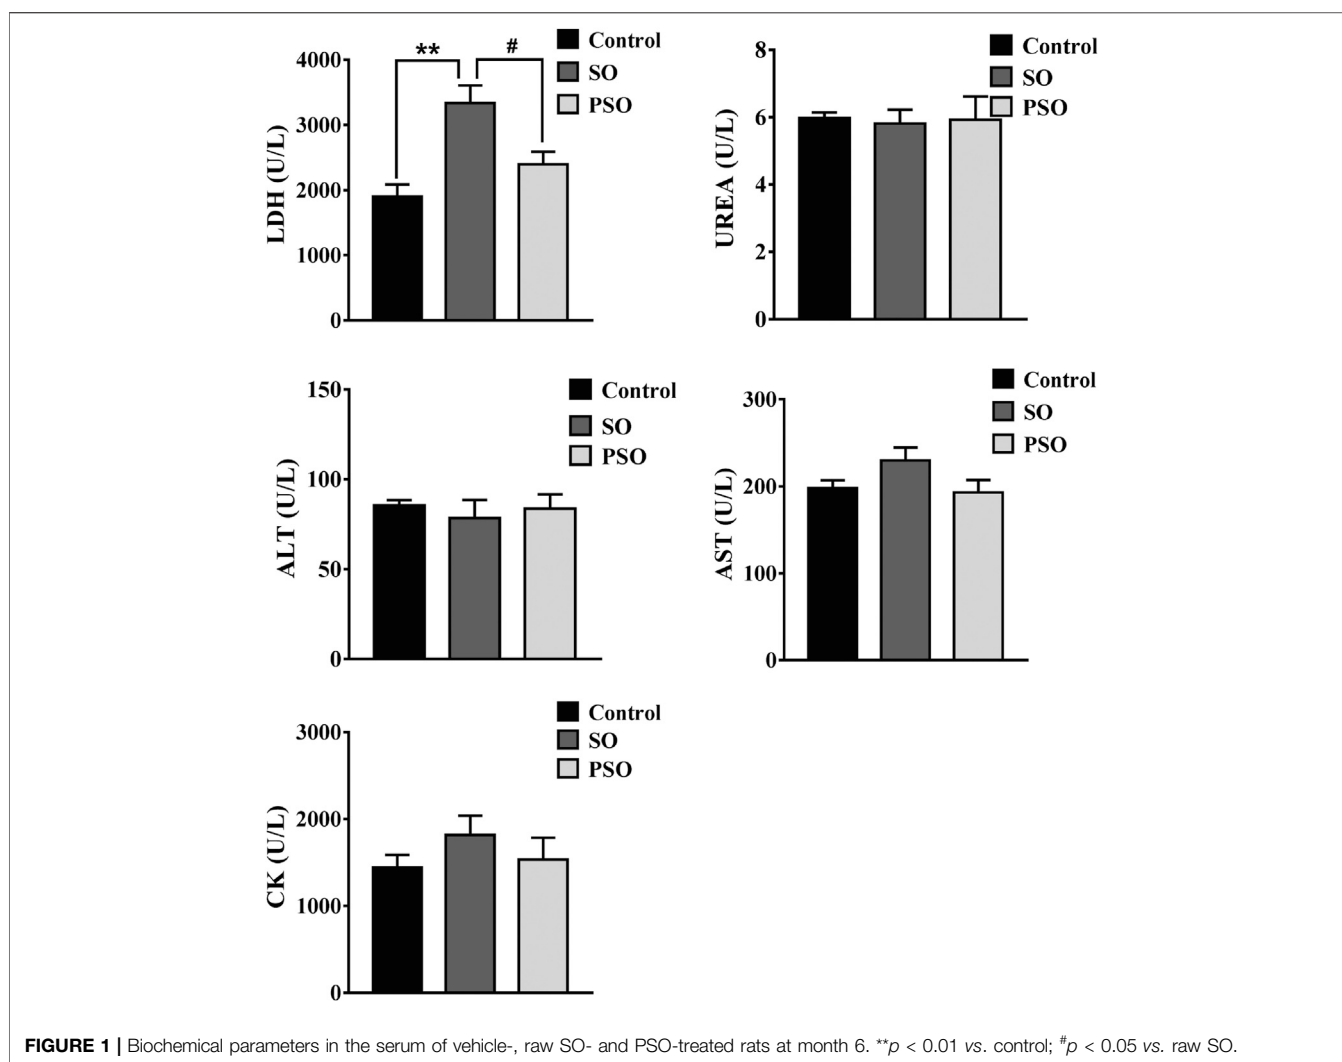 ** #
Control
SO
PSO
4000
3000
2000
1000
0
LDH (U/L)
Control
SO
PSO
8
6
4
2
0
UREA (U/L)
Control
SO
PSO
150
100
50
0
ALT (U/L)
Control
SO
PSO
300
200
100
0
AST (U/L)
Control
SO
PSO
3000
2000
1000
0
CK (U/L)
FIGURE 1 | Biochemical parameters in the serum of vehicle-, raw SO- and PSO-treated rats at month 6. **p < 0.01 vs. control; #p < 0.05 vs. raw SO.